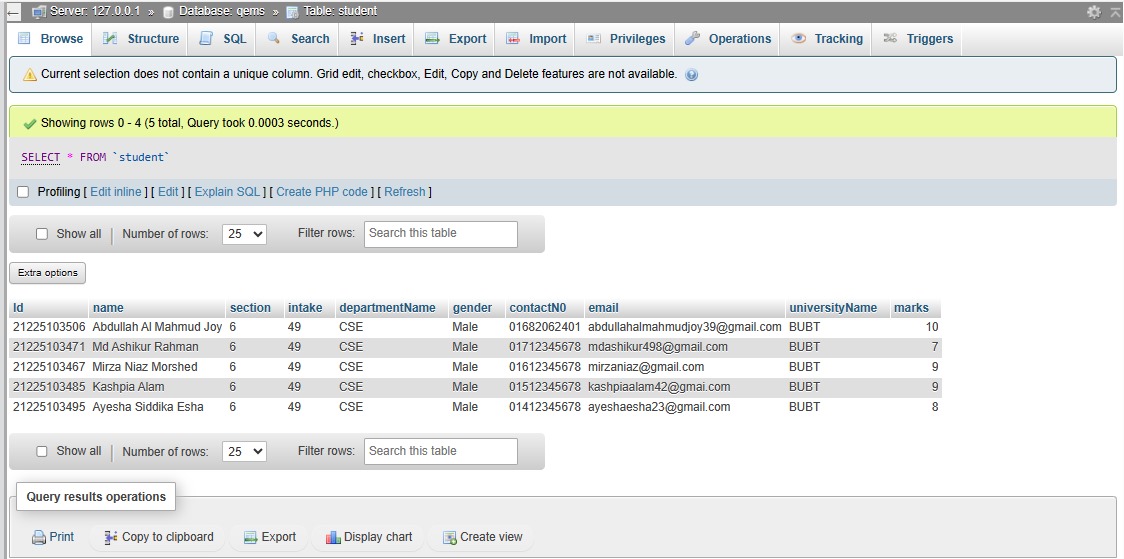 Server: 127.0.0.1 » Database: qems » Table: student
Browse Structure SQL Search Insert Export Import Privileges Operations Tracking Triggers
Current selection does not contain a unique column. Grid edit, checkbox, Edit, Copy and Delete features are not available.
Showing rows 0 - 4 (5 total, Query took 0.0003 seconds.)
SELECT * FROM `student`
Profiling [ Edit inline ] [ Edit ] [ Explain SQL ] [ Create PHP code ] [ Refresh ]
Show all | Number of rows: 25 Filter rows: Search this table
Extra options
Id name section intake departmentName gender contactN0 email universityName marks
21225103506 Abdullah Al Mahmud Joy 6 49 CSE Male 01682062401 abdullahalmahmudjoy39@gmail.com BUBT 10
21225103471 Md Ashikur Rahman 6 49 CSE Male 01712345678 mdashikur498@gmail.com BUBT 7
21225103467 Mirza Niaz Morshed 6 49 CSE Male 01612345678 mirzaniaz@gmail.com BUBT 9
21225103485 Kashpia Alam 6 49 CSE Male 01512345678 kashpiaalam42@gmai.com BUBT 9
21225103495 Ayesha Siddika Esha 6 49 CSE Male 01412345678 ayeshaesha23@gmail.com BUBT 8
Show all | Number of rows: 25 Filter rows: Search this table
Query results operations
Print Copy to clipboard Export Display chart Create view